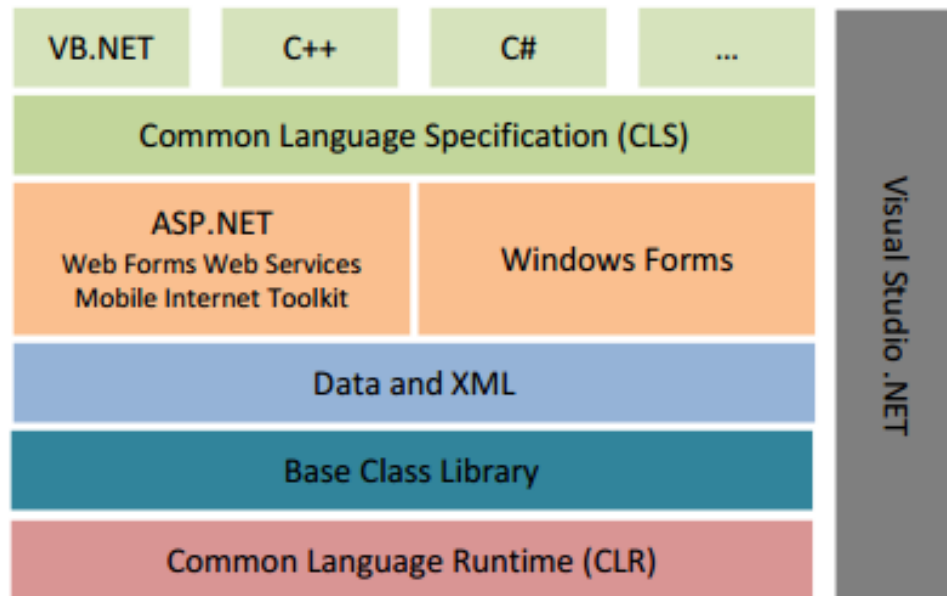 VB.NET
C++
C#
...
Common Language Specification (CLS)
ASP.NET
Web Forms Web Services
Mobile Internet Toolkit
Windows Forms
Data and XML
Base Class Library
Common Language Runtime (CLR)
Visual Studio .NET